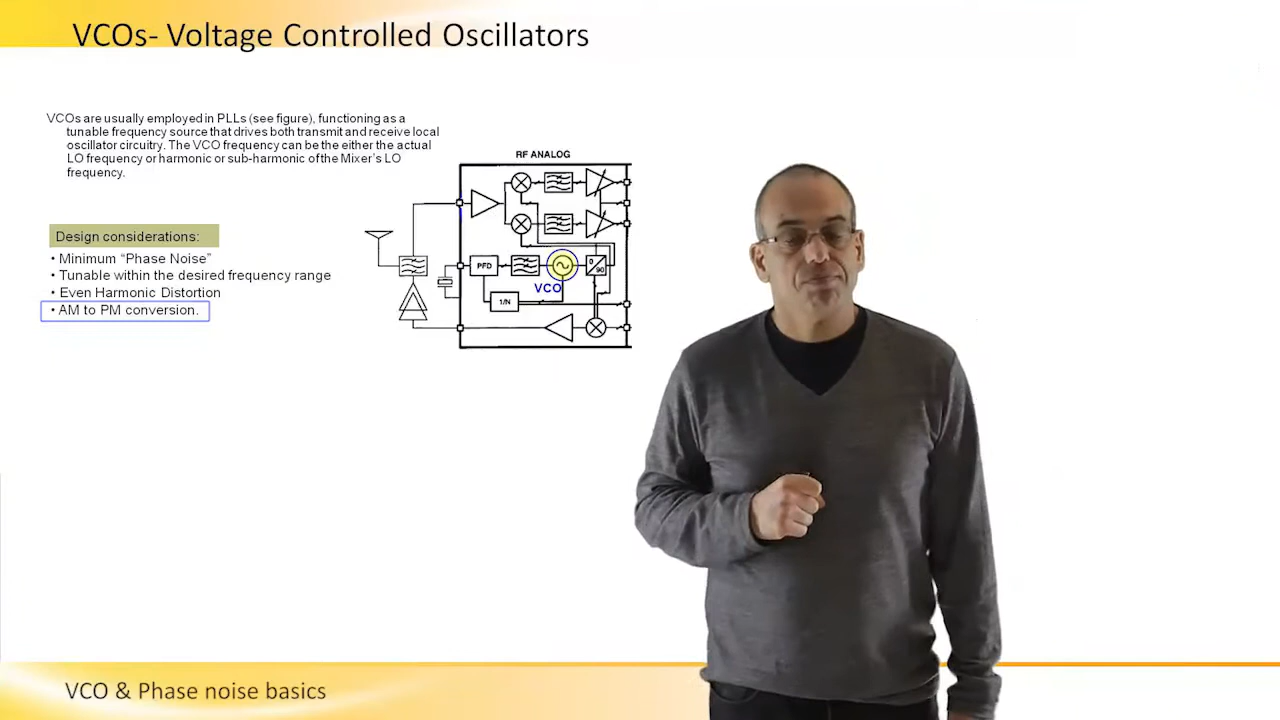 VCOs- Voltage Controlled Oscillators
VCOs are usually employed in PLLs (see figure), functioning as a
tunable frequency source that drives both transmit and receive local
oscillator circuitry. The VCO frequency can be the either the actual
LO frequency or harmonic or sub-harmonic of the Mixer's LO
frequency.
RF ANALOG
Design considerations:
• Minimum “Phase Noise”
• Tunable within the desired frequency range
• Even Harmonic Distortion
• AM to PM conversion.
PFD
0
90
VCO
1/N
VCO & Phase noise basics